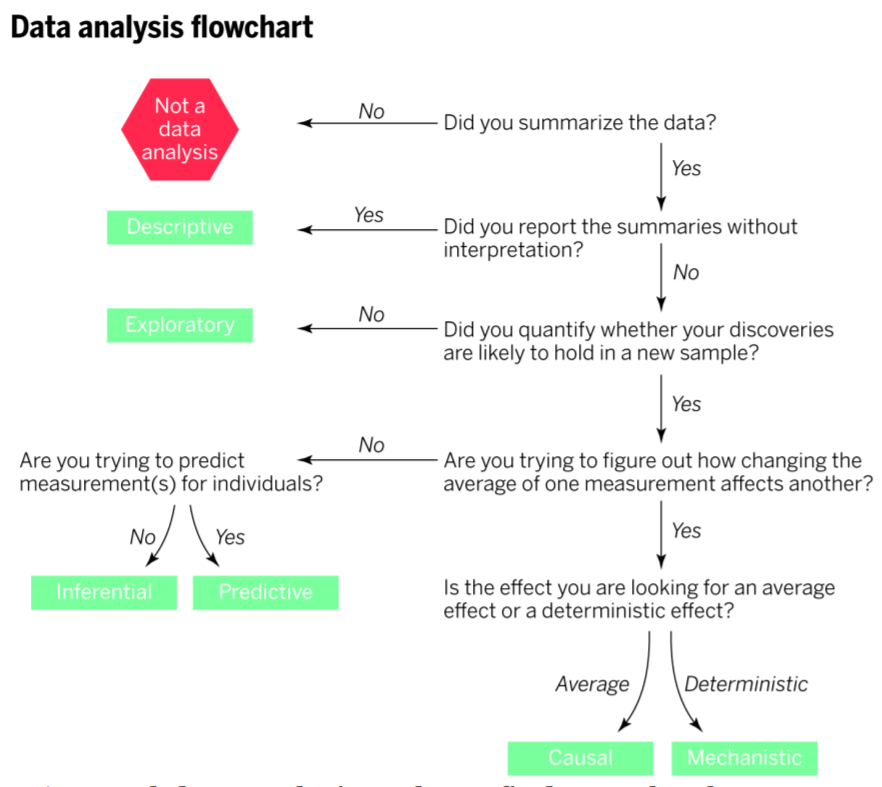 Data analysis flowchart
Not a
data
analysis
No
Did you summarize the data?
Yes
Descriptive
Yes
Did you report the summaries without
interpretation?
No
Exploratory
No
Did you quantify whether your discoveries
are likely to hold in a new sample?
Yes
Are you trying to predict
measurement(s) for individuals?
No
Are you trying to figure out how changing the
average of one measurement affects another?
No
Yes
Yes
Inferential
Predictive
Is the effect you are looking for an average
effect or a deterministic effect?
Average
Deterministic
Causal
Mechanistic